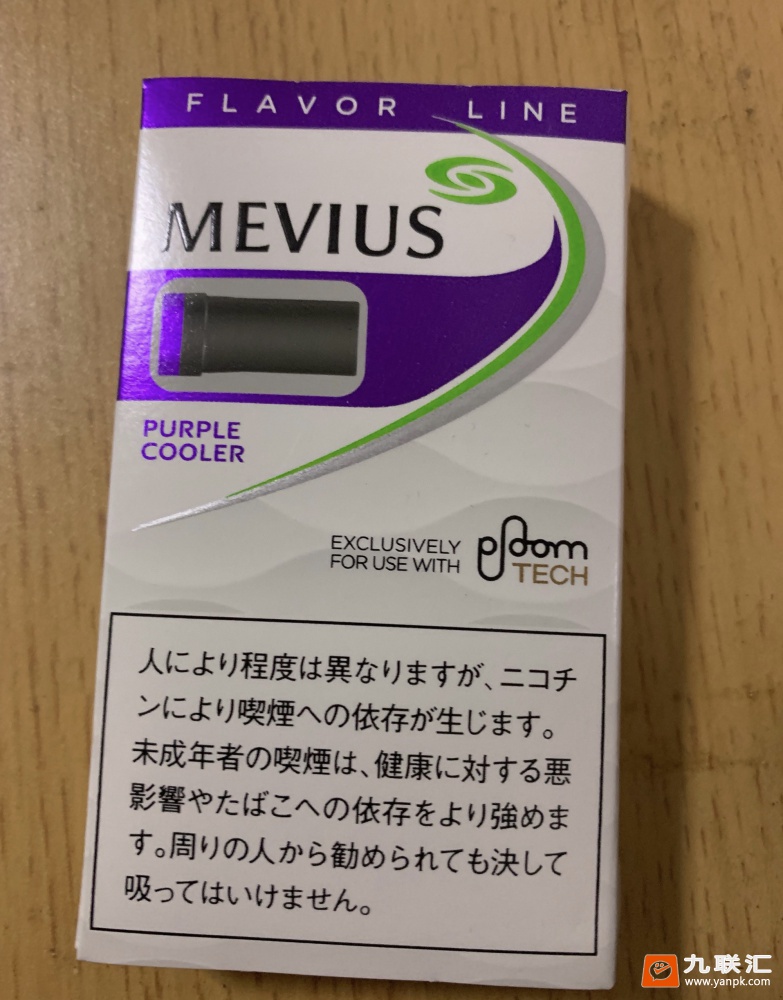 FLAVOR LINE
MEVIUS
PURPLE
COOLER
EXCLUSIVELY
FOR USE WITH
ploom
TECH
人により程度は異なりますが、ニコチ
ンにより喫煙への依存が生じます。
未成年者の喫煙は、健康に対する悪
影響やたばこへの依存をより強めま
す。周りの人から勧められても決して
吸ってはいけません。
九联汇
www.yanpk.com